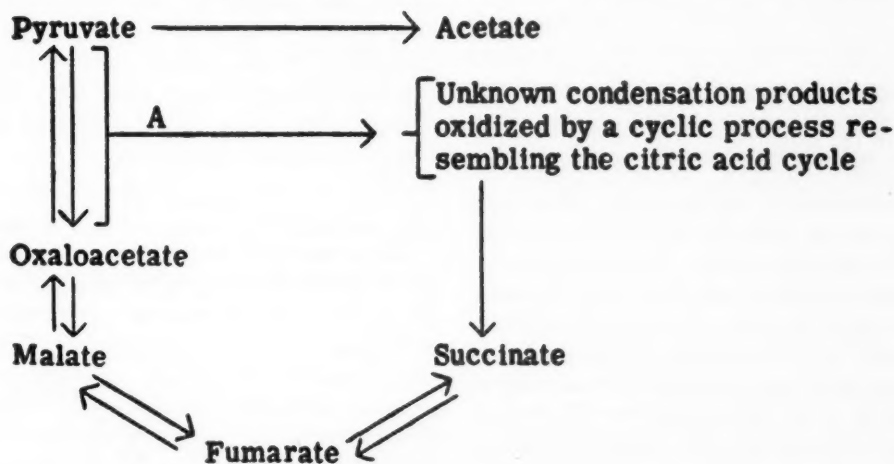 Pyruvate
Acetate
A
Unknown condensation products
oxidized by a cyclic process re-
sembling the citric acid cycle
Oxaloacetate
Malate
Succinate
Fumarate